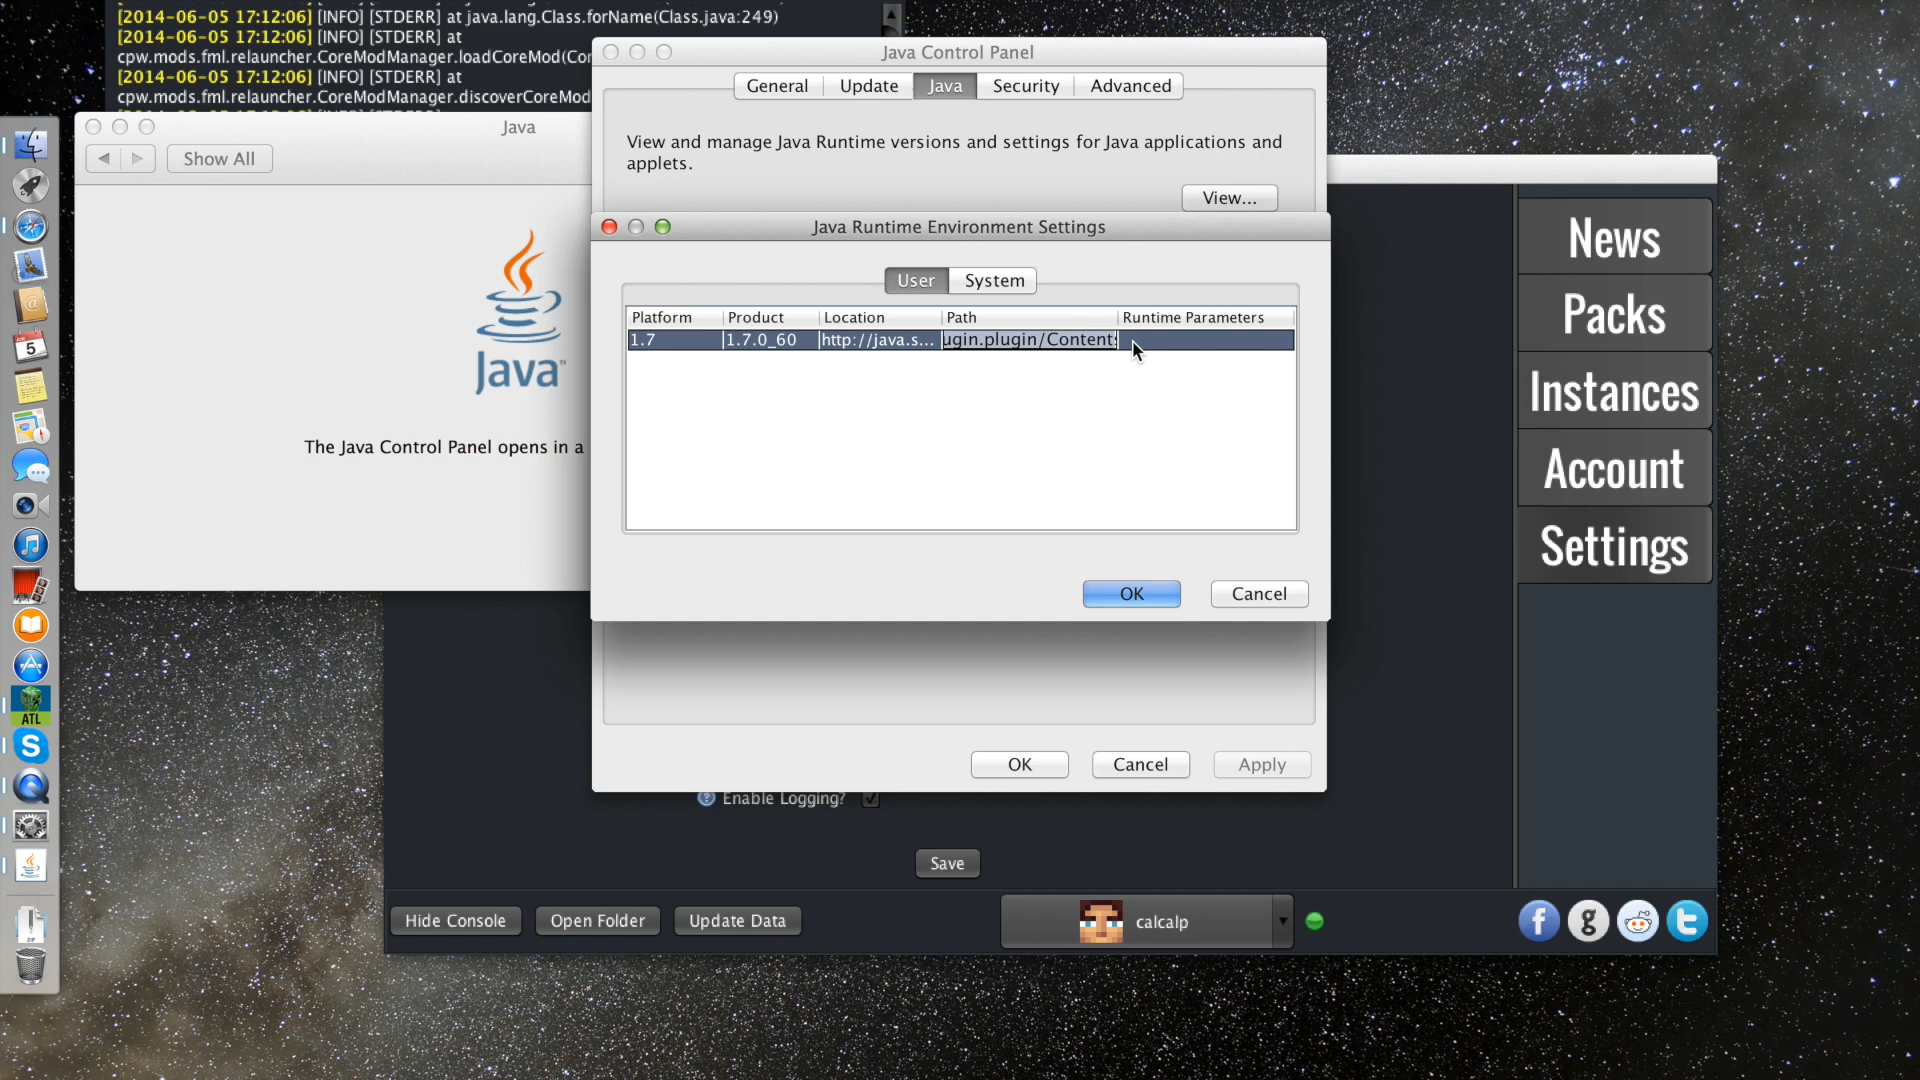 [2014-06-05 17:12:06] [INFO] [STDERR] at java.lang.Class.forName(Class.java:249)
[2014-06-05 17:12:06] [INFO] [STDERR] at
cpw.mods.fml.relauncher.CoreModManager.loadCoreMod(Cor
[2014-06-05 17:12:06] [INFO] [STDERR] at
cpw.mods.fml.relauncher.CoreModManager.discoverCoreMod
Java Control Panel
General Update Java Security Advanced
View and manage Java Runtime versions and settings for Java applications and
applets.
View...
Java
Show All
Java
The Java Control Panel opens in a
Java Runtime Environment Settings
User System
Platform Product Location Path Runtime Parameters
1.7 1.7.0_60 http://java.s... ugin.plugin/Contents
OK Cancel
OK Cancel Apply
News
Packs
Instances
Account
Settings
Enable Logging?
Save
Hide Console Open Folder Update Data
calcalp
f g t
5
ATL
S
ZIP